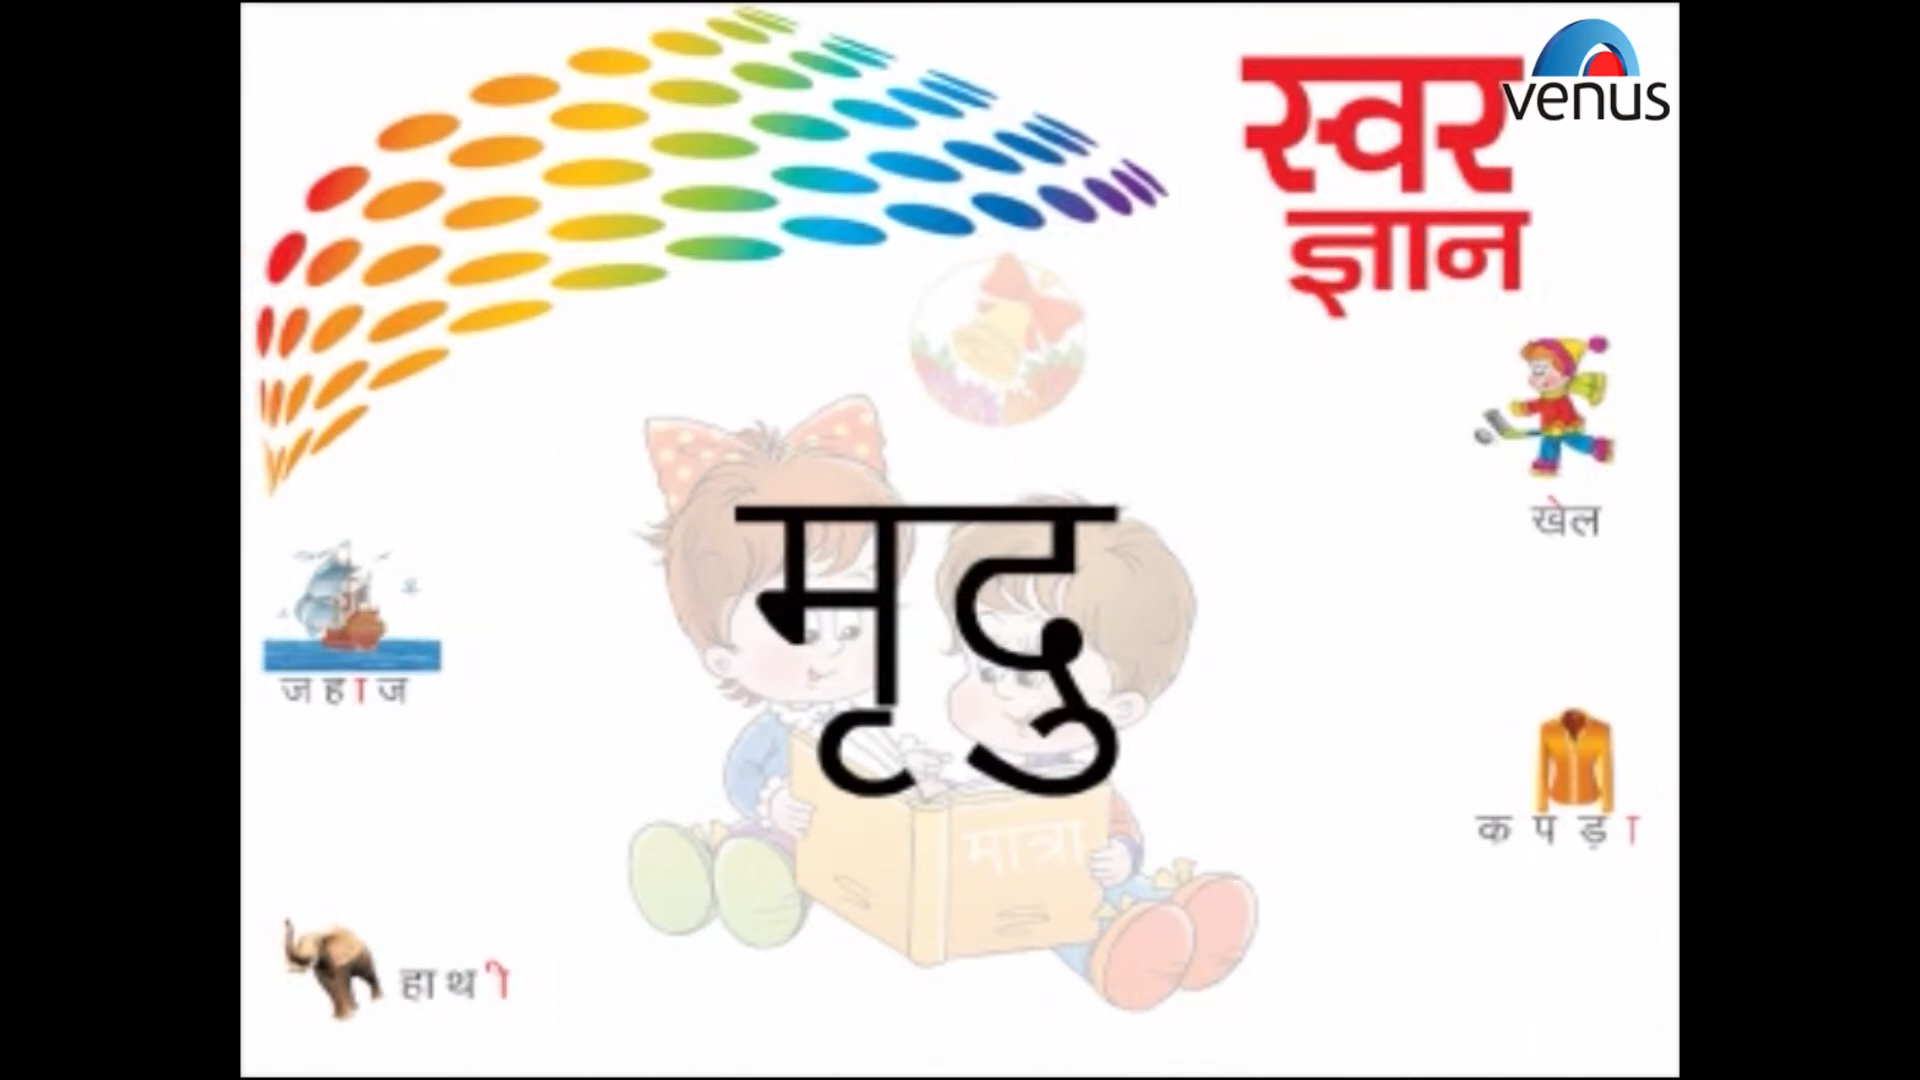 स्वर
venus
ज्ञान
खेल
मृदु
जहाज
मात्रा
कपड़ा
हाथी